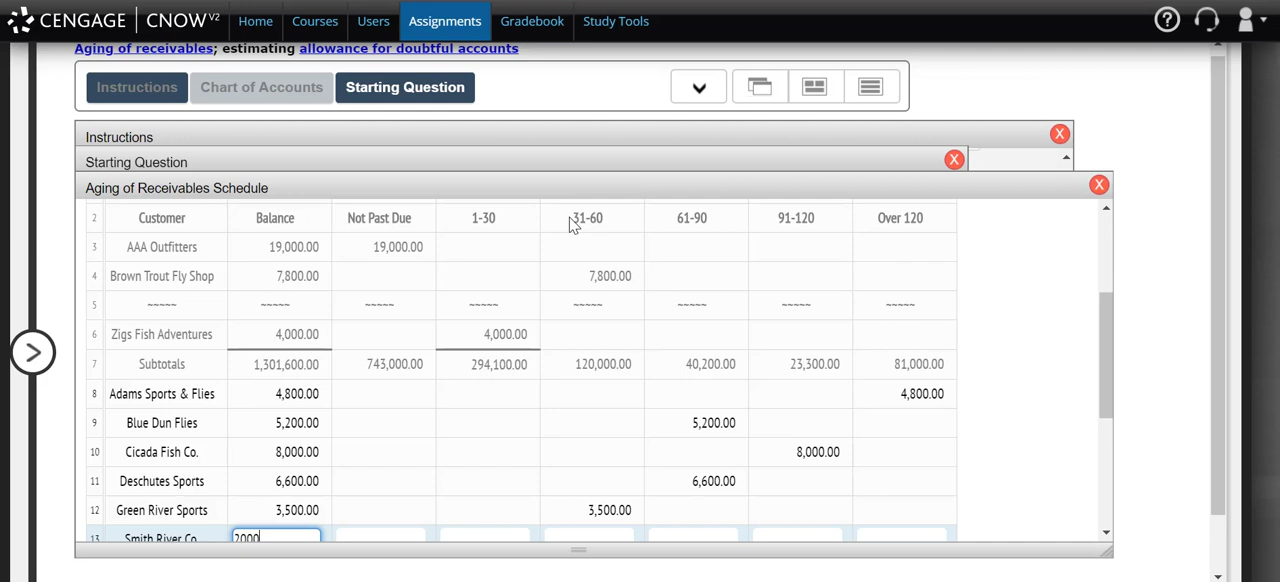 CENGAGE | CNOWV2 Home Courses Users Assignments Gradebook Study Tools
Aging of receivables; estimating allowance for doubtful accounts
Instructions Chart of Accounts Starting Question
Instructions X
Starting Question X
Aging of Receivables Schedule X
2 Customer Balance Not Past Due 1-30 31-60 61-90 91-120 Over 120
3 AAA Outfitters 19,000.00 19,000.00
4 Brown Trout Fly Shop 7,800.00 7,800.00
5 ~~~~~ ~~~~~ ~~~~~ ~~~~~ ~~~~~ ~~~~~ ~~~~~ ~~~~~
6 Zigs Fish Adventures 4,000.00 4,000.00
7 Subtotals 1,301,600.00 743,000.00 294,100.00 120,000.00 40,200.00 23,300.00 81,000.00
8 Adams Sports & Flies 4,800.00 4,800.00
9 Blue Dun Flies 5,200.00 5,200.00
10 Cicada Fish Co. 8,000.00 8,000.00
11 Deschutes Sports 6,600.00 6,600.00
12 Green River Sports 3,500.00 3,500.00
13 Smith River Co. 2000